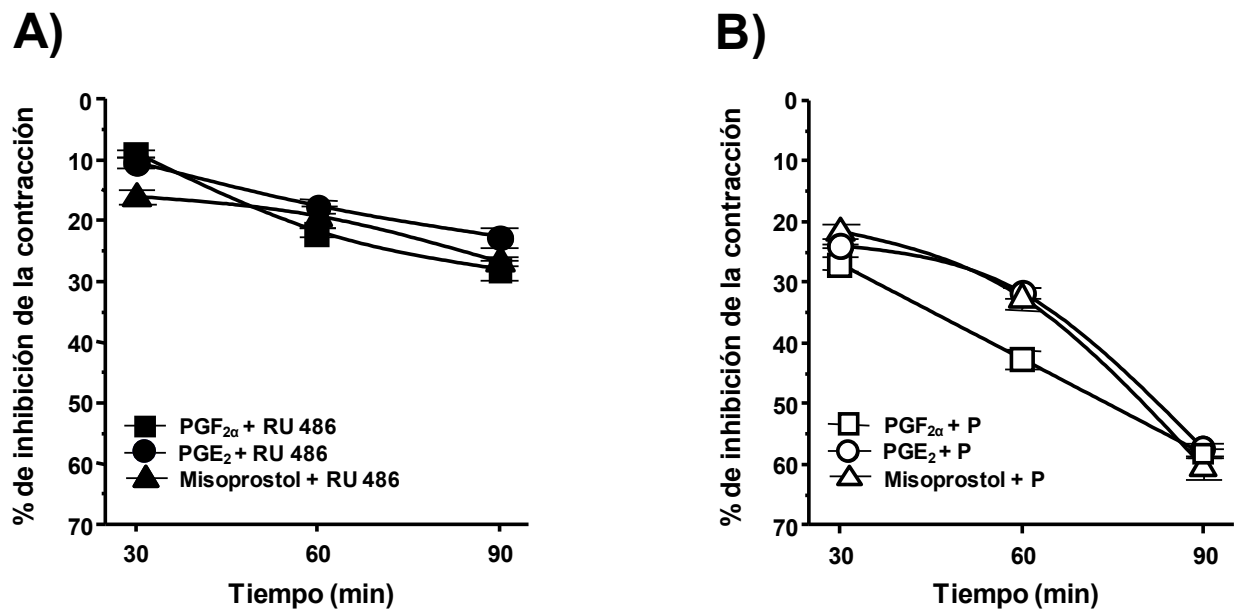 A)
% de inhibición de la contracción
0
10
20
30
40
50
60
70
PGF2α + RU 486
PGE2 + RU 486
Misoprostol + RU 486
30 60 90
Tiempo (min)
B)
% de inhibición de la contracción
0
10
20
30
40
50
60
70
PGF2α + P
PGE2 + P
Misoprostol + P
30 60 90
Tiempo (min)